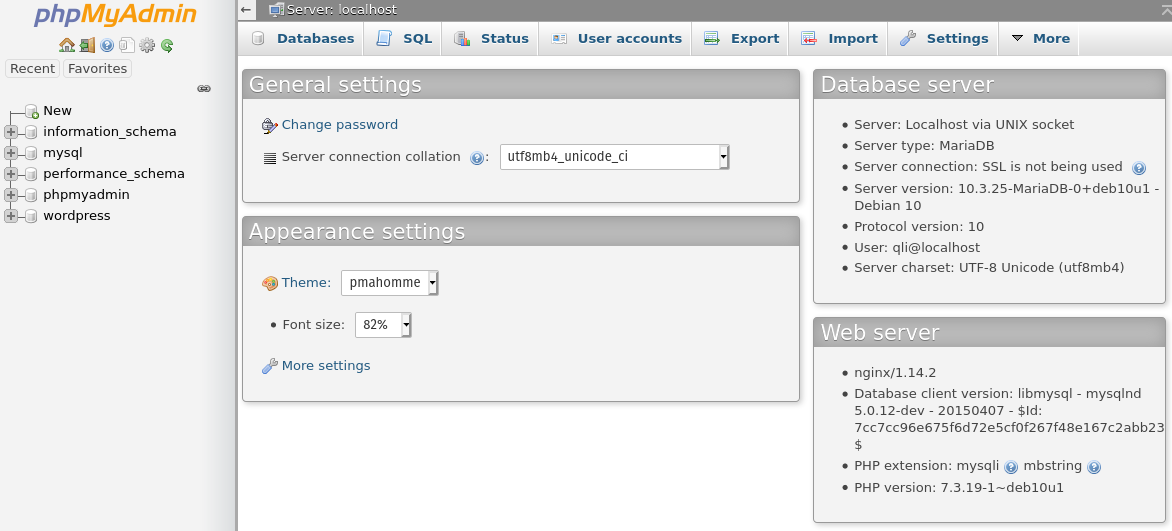 phpMyAdmin
Recent Favorites
New
information_schema
mysql
performance_schema
phpmyadmin
wordpress
Server: localhost
Databases SQL Status User accounts Export Import Settings More
General settings
Change password
Server connection collation : utf8mb4_unicode_ci
Appearance settings
Theme: pmahomme
• Font size: 82%
More settings
Database server
• Server: Localhost via UNIX socket
• Server type: MariaDB
• Server connection: SSL is not being used
• Server version: 10.3.25-MariaDB-0+deb10u1 -
Debian 10
• Protocol version: 10
• User: qli@localhost
• Server charset: UTF-8 Unicode (utf8mb4)
Web server
• nginx/1.14.2
• Database client version: libmysql - mysqlnd
5.0.12-dev - 20150407 - $Id:
7cc7cc96e675f6d72e5cf0f267f48e167c2abb23
$
• PHP extension: mysqli mbstring
• PHP version: 7.3.19-1~deb10u1